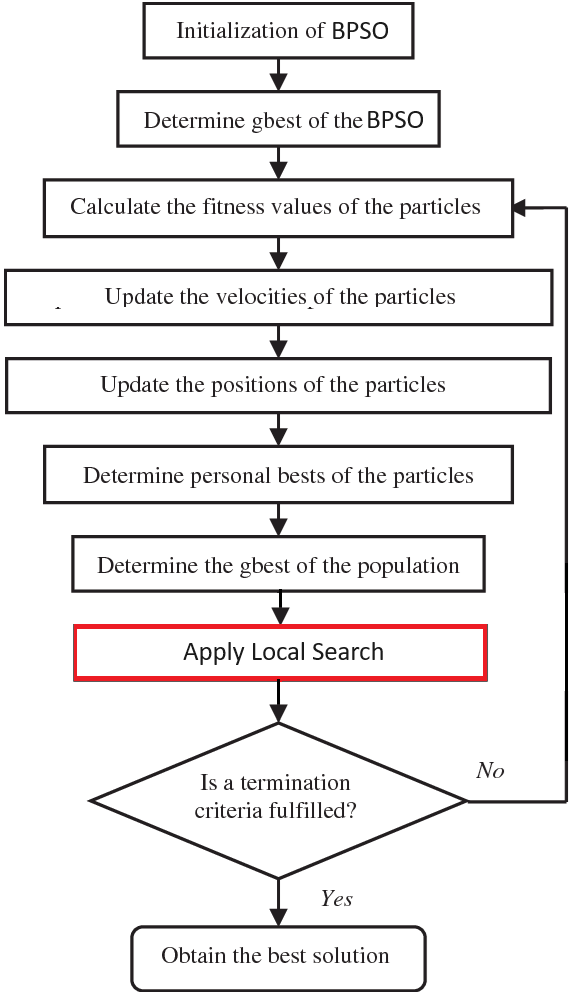 Initialization of BPSO
Determine gbest of the BPSO
Calculate the fitness values of the particles
Update the velocities of the particles
Update the positions of the particles
Determine personal bests of the particles
Determine the gbest of the population
Apply Local Search
Is a termination
criteria fulfilled?
No
Yes
Obtain the best solution